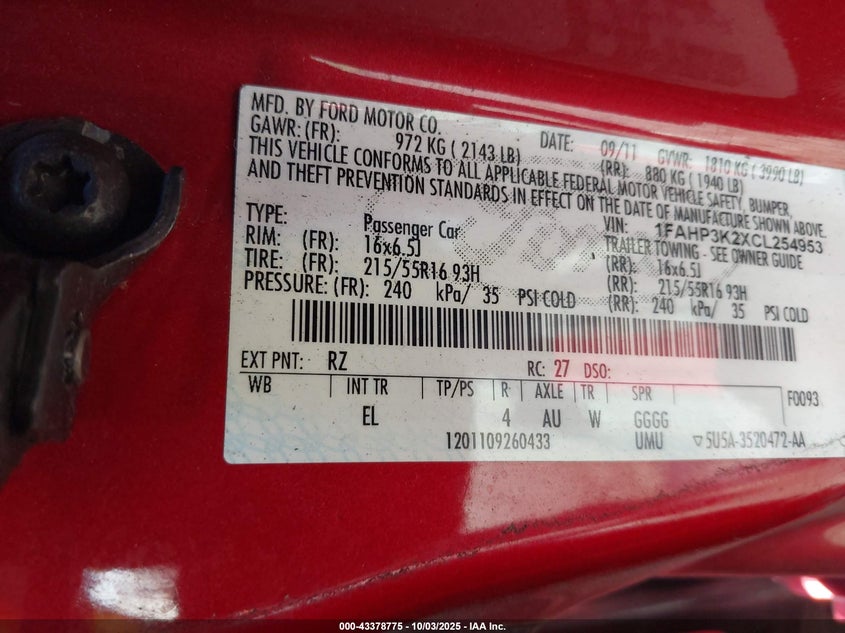 MFD. BY FORD MOTOR CO.
DATE: 09/11 GVWR: 1810 KG ( 3990 LB)
GAWR: (FR): 972 KG ( 2143 LB) (RR): 880 KG ( 1940 LB)
THIS VEHICLE CONFORMS TO ALL APPLICABLE FEDERAL MOTOR VEHICLE SAFETY, BUMPER,
AND THEFT PREVENTION STANDARDS IN EFFECT ON THE DATE OF MANUFACTURE SHOWN ABOVE.
VIN: 1FAHP3K2XCL254953
TYPE: Passenger Car TRAILER TOWING - SEE OWNER GUIDE
RIM: (FR): 16x6.5J (RR): 16x6.5J
TIRE: (FR): 215/55R16 93H (RR): 215/55R16 93H
PRESSURE: (FR): 240 kPa/ 35 PSI COLD (RR): 240 kPa/ 35 PSI COLD
EXT PNT: RZ RC: 27 DSO:
WB INT TR TP/PS R AXLE TR SPR F0093
EL 4 AU W GGGG
1201109260433 UMU ▽5U5A-3520472-AA
000-43378775 - 10/03/2025 - IAA Inc.